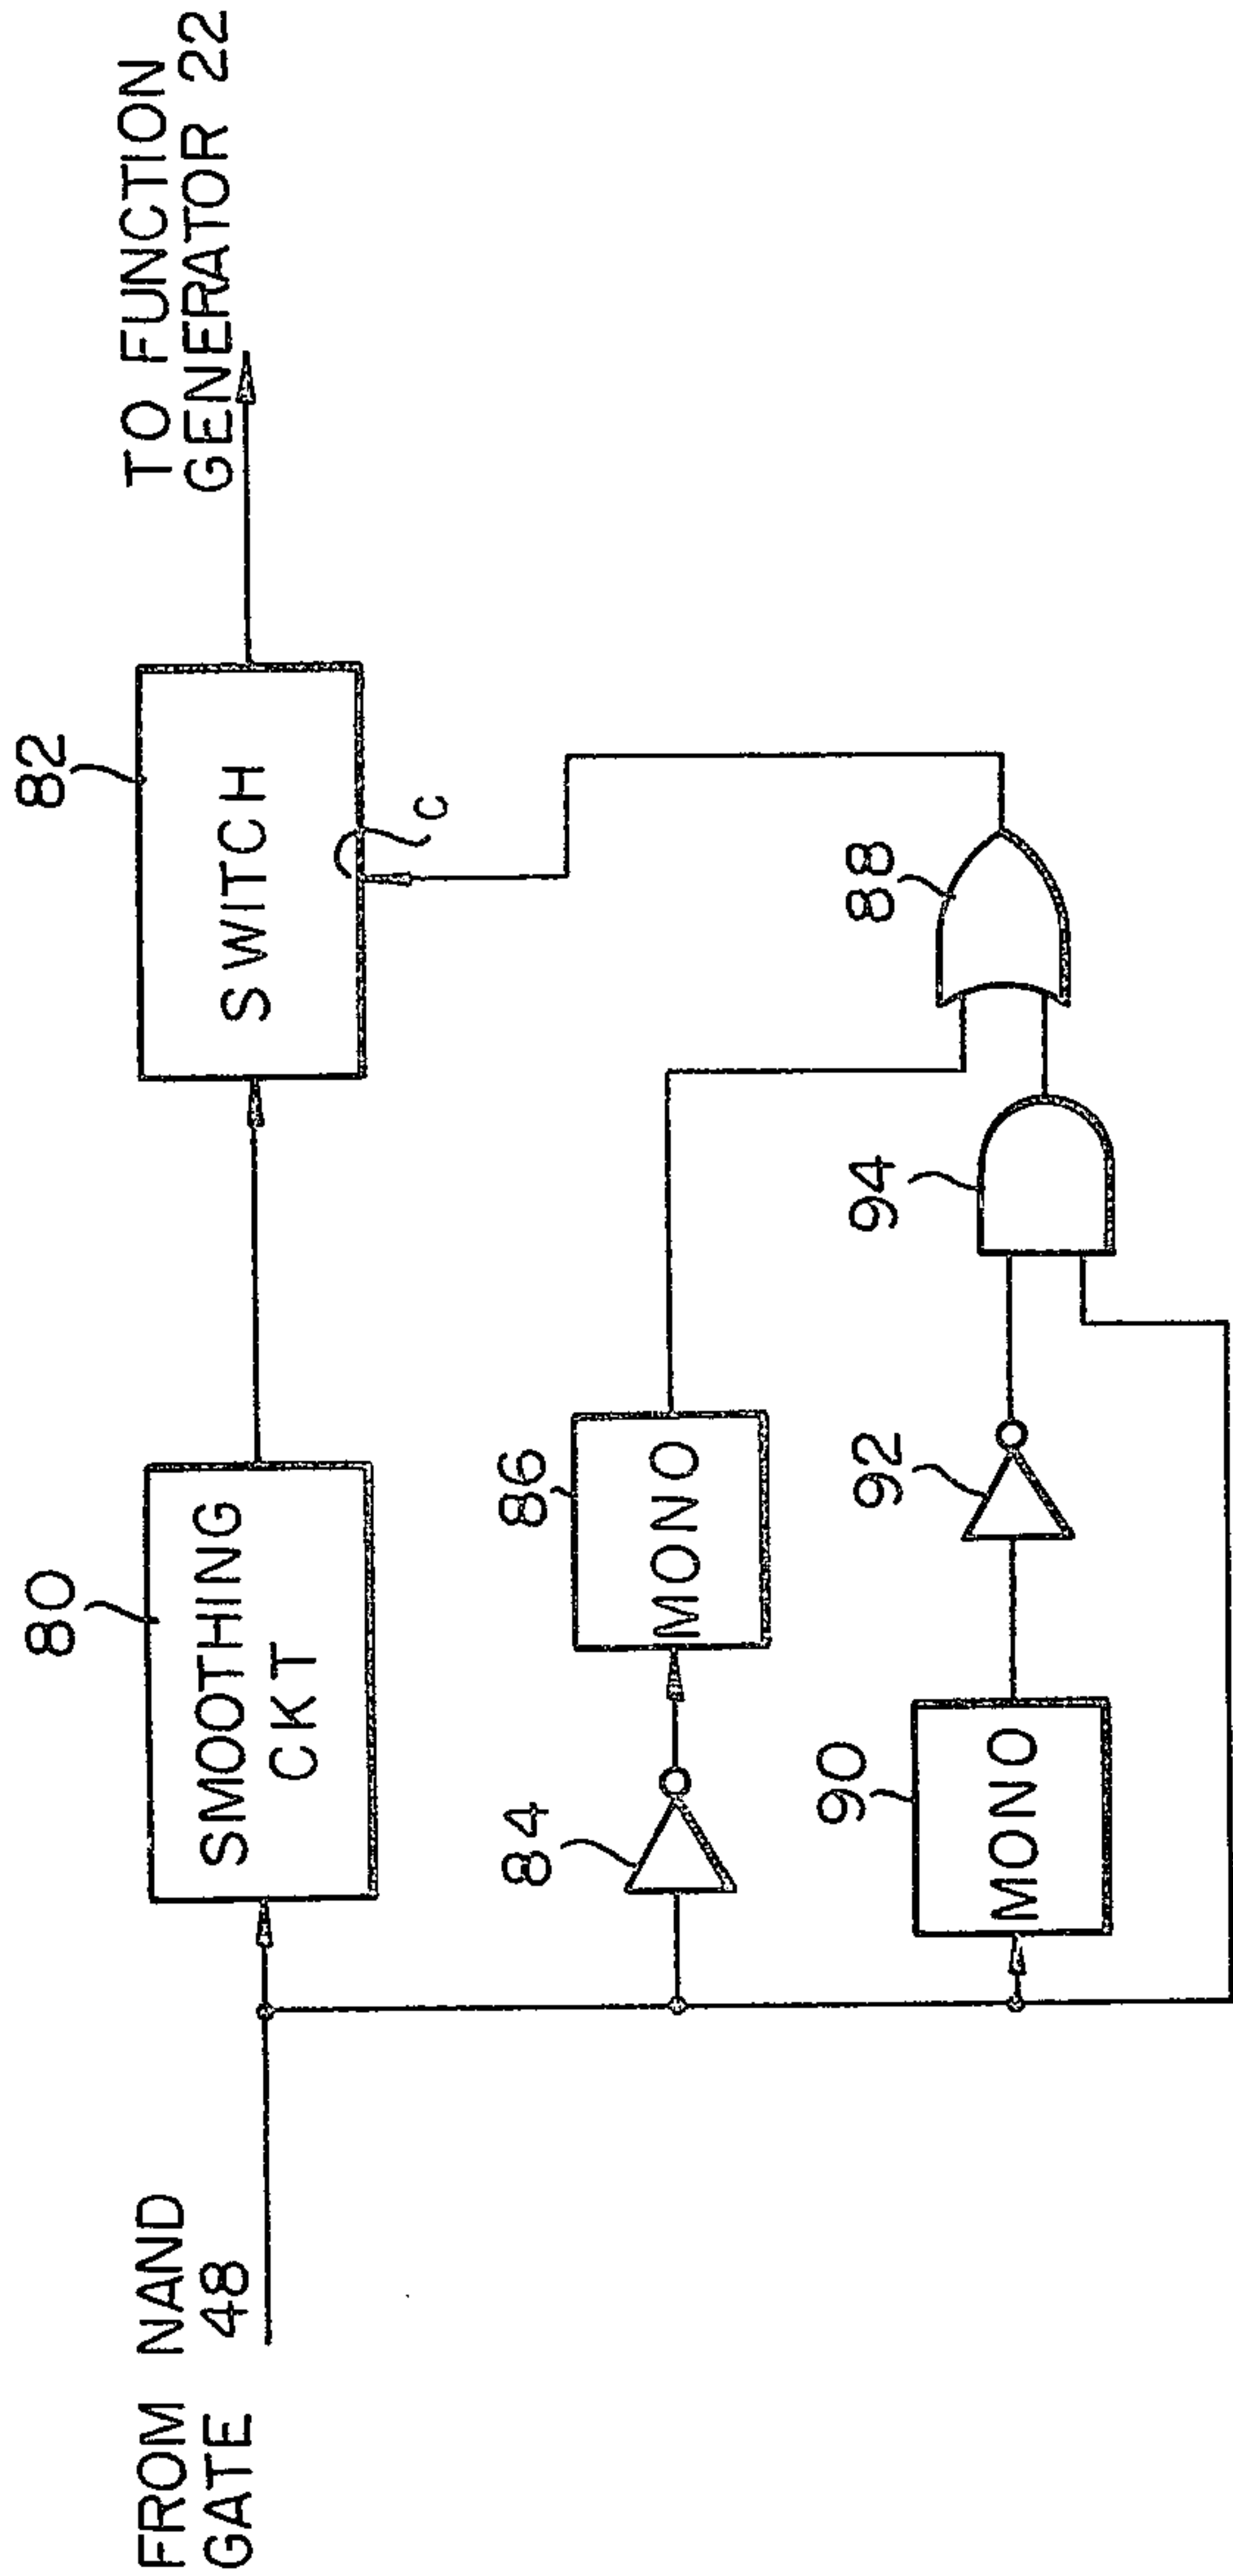 FROM NAND
GATE 48
80
SMOOTHING
CKT
82
SWITCH
C
TO FUNCTION
GENERATOR 22
84
86
MONO
88
90
MONO
92
94